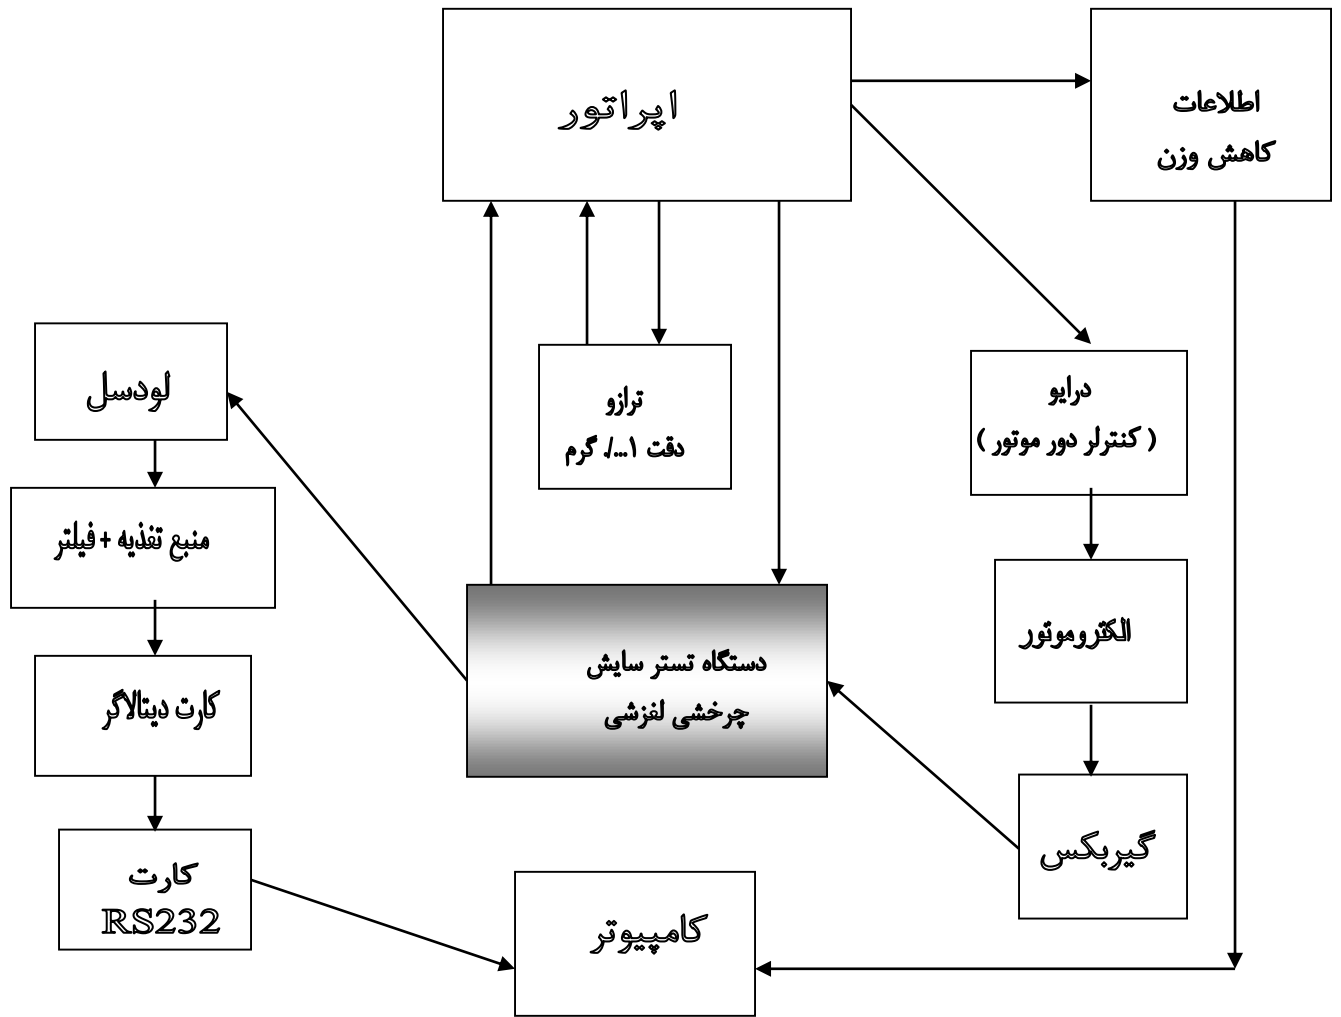 اپراتور
اطلاعات
کاهش وزن
لودسل
ترازو
دقت ۱...۰/ گرم
درایو
( کنترلر دور موتور )
منبع تغذیه + فیلتر
الکتروموتور
دستگاه تستر سایش
چرخشی لغزشی
کارت دیتالاگر
گیربکس
کارت
RS232
کامپیوتر